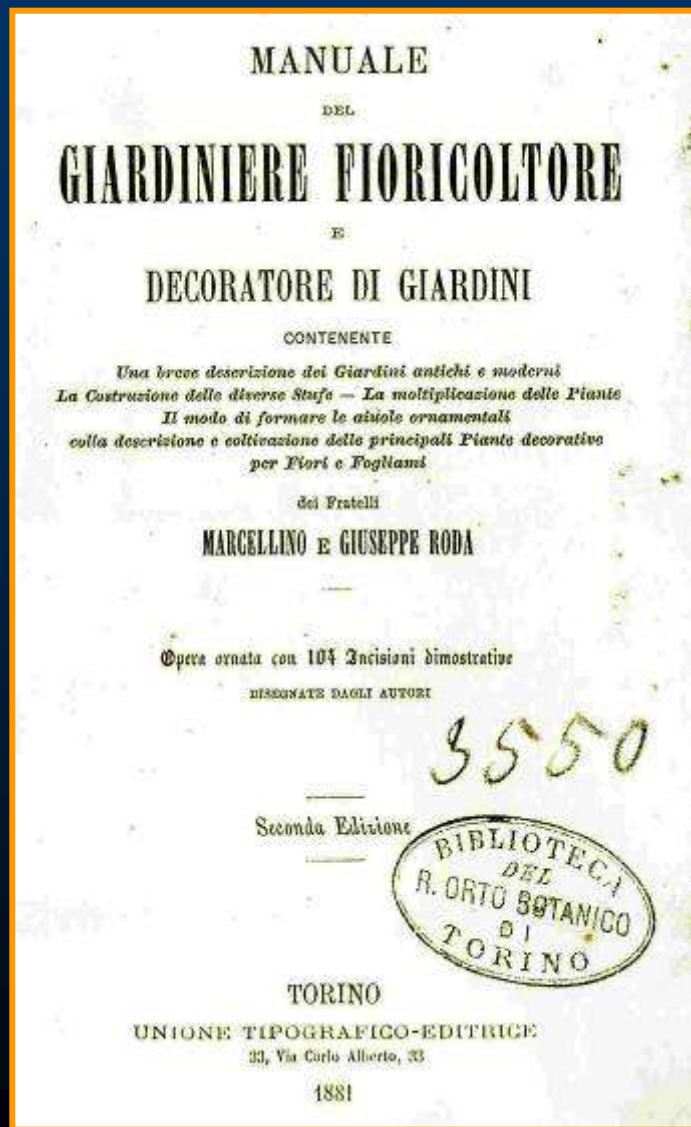 MANUALE
DEL
GIARDINIERE FIORICOLTORE
E
DECORATORE DI GIARDINI
CONTENENTE
Una breve descrizione dei Giardini antichi e moderni
La Costruzione delle diverse Stufe — La moltiplicazione delle Piante
Il modo di formare le aiuole ornamentali
colla descrizione e coltivazione delle principali Piante decorative
per Fiori e Fogliami
dei Fratelli
MARCELLINO E GIUSEPPE RODA
Opera ornata con 104 Incisioni dimostrative
DISEGNATE DAGLI AUTORI
3550
Seconda Edizione
BIBLIOTECA
DEL
R. ORTO BOTANICO
DI
TORINO
TORINO
UNIONE TIPOGRAFICO-EDITRICE
33, Via Carlo Alberto, 33
1881